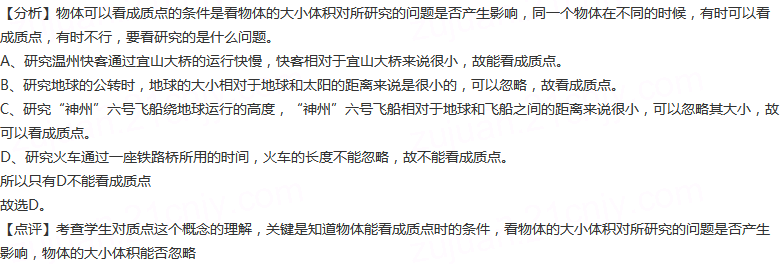 【分析】物体可以看成质点的条件是看物体的大小体积对所研究的问题是否产生影响，同一个物体在不同的时候，有时可以看
成质点，有时不行，要看研究的是什么问题。
A、研究温州快客通过宜山大桥的运行快慢，快客相对于宜山大桥来说很小，故能看成质点。
B、研究地球的公转时，地球的大小相对于地球和太阳的距离来说是很小的，可以忽略，故看成质点。
C、研究“神州”六号飞船绕地球运行的高度，“神州”六号飞船相对于地球和飞船之间的距离来说很小，可以忽略其大小，故
可以看成质点。
D、研究火车通过一座铁路桥所用的时间，火车的长度不能忽略，故不能看成质点。
所以只有D不能看成质点
故选D。
【点评】考查学生对质点这个概念的理解，关键是知道物体能看成质点时的条件，看物体的大小体积对所研究的问题是否产生
影响，物体的大小体积能否忽略